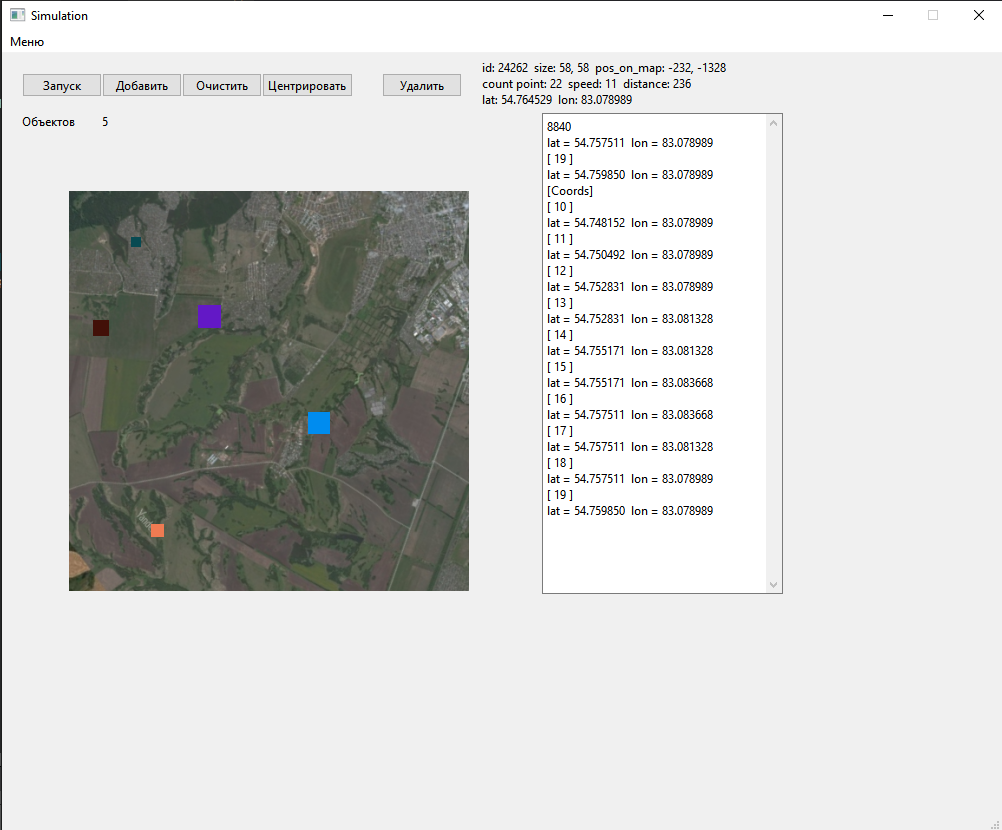 Simulation
Меню
Запуск
Добавить
Очистить
Центрировать
Удалить
id: 24262 size: 58, 58 pos_on_map: -232, -1328
count point: 22 speed: 11 distance: 236
lat: 54.764529 lon: 83.078989
Объектов 5
8840
lat = 54.757511 lon = 83.078989
[ 19 ]
lat = 54.759850 lon = 83.078989
[Coords]
[ 10 ]
lat = 54.748152 lon = 83.078989
[ 11 ]
lat = 54.750492 lon = 83.078989
[ 12 ]
lat = 54.752831 lon = 83.078989
[ 13 ]
lat = 54.752831 lon = 83.081328
[ 14 ]
lat = 54.755171 lon = 83.081328
[ 15 ]
lat = 54.755171 lon = 83.083668
[ 16 ]
lat = 54.757511 lon = 83.083668
[ 17 ]
lat = 54.757511 lon = 83.081328
[ 18 ]
lat = 54.757511 lon = 83.078989
[ 19 ]
lat = 54.759850 lon = 83.078989